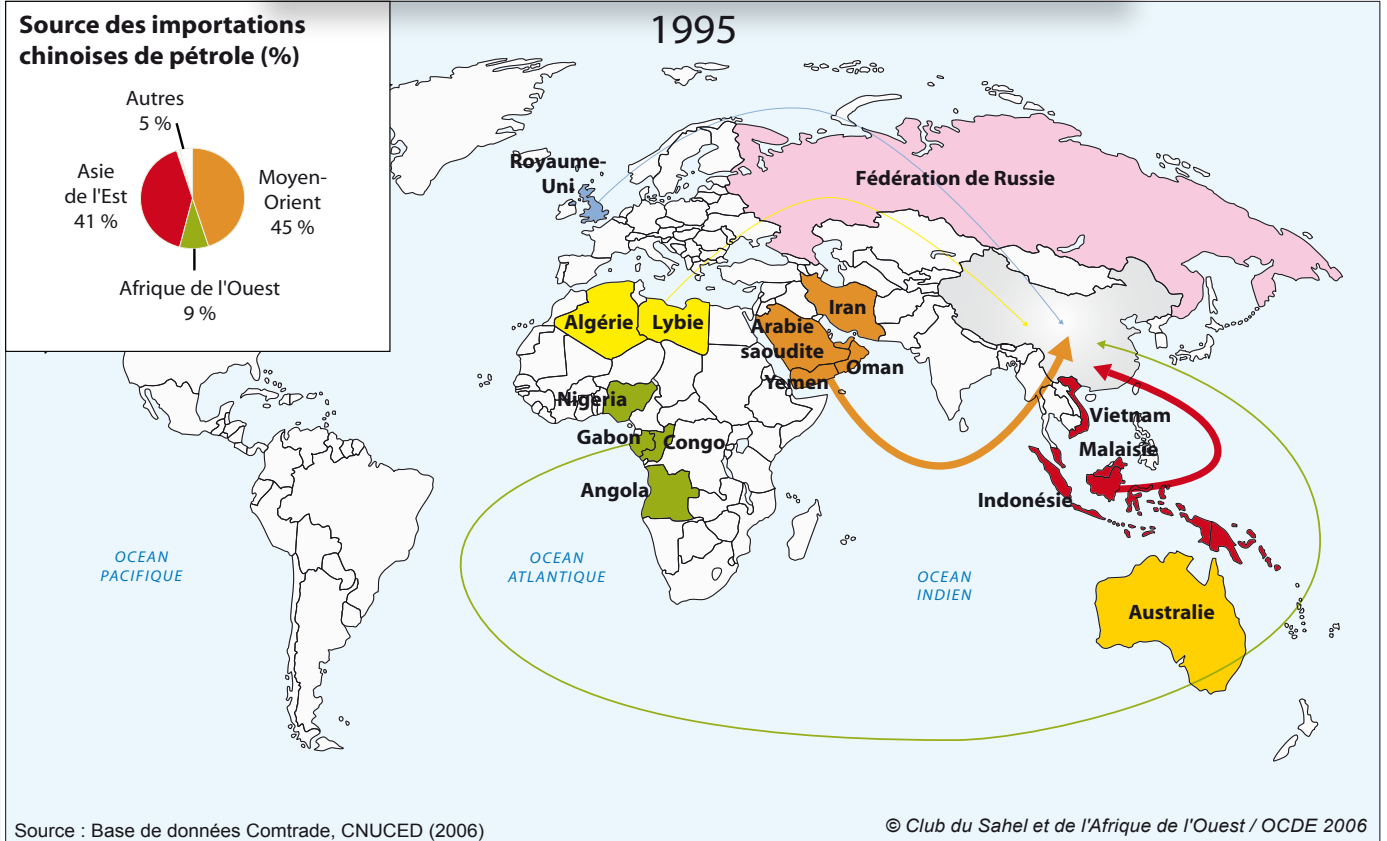 Source des importations
chinoises de pétrole (%)
1995
Autres
5 %
Asie
de l'Est
41 %
Moyen-
Orient
45 %
Afrique de l'Ouest
9 %
Royaume-
Uni
Fédération de Russie
Algérie
Lybie
Iran
Arabie
saoudite
Oman
Yemen
Nigeria
Gabon
Congo
Angola
Vietnam
Malaisie
Indonésie
Australie
OCEAN
PACIFIQUE
OCEAN
ATLANTIQUE
OCEAN
INDIEN
Source : Base de données Comtrade, CNUCED (2006)
© Club du Sahel et de l'Afrique de l'Ouest / OCDE 2006